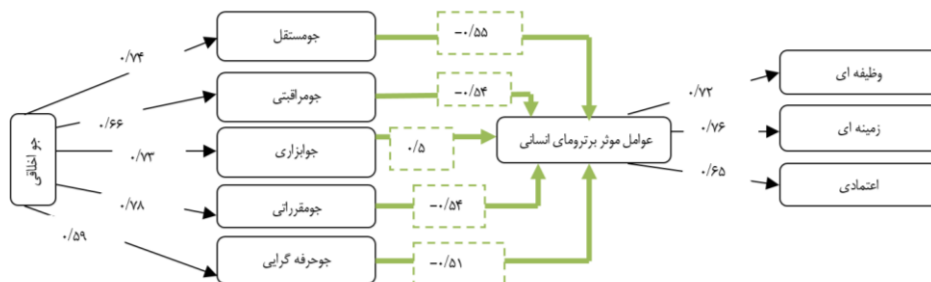 جو اخلاقی
۰/۷۴
۰/۶۶
۰/۷۳
۰/۷۸
۰/۵۹
جومستقل
جومراقبتی
جوابزاری
جومقرراتی
جوحرفه گرایی
-۰/۵۵
-۰/۵۴
۰/۵
-۰/۵۴
-۰/۵۱
عوامل موثر برترومای انسانی
۰/۷۲
۰/۷۶
۰/۶۵
وظیفه ای
زمینه ای
اعتمادی